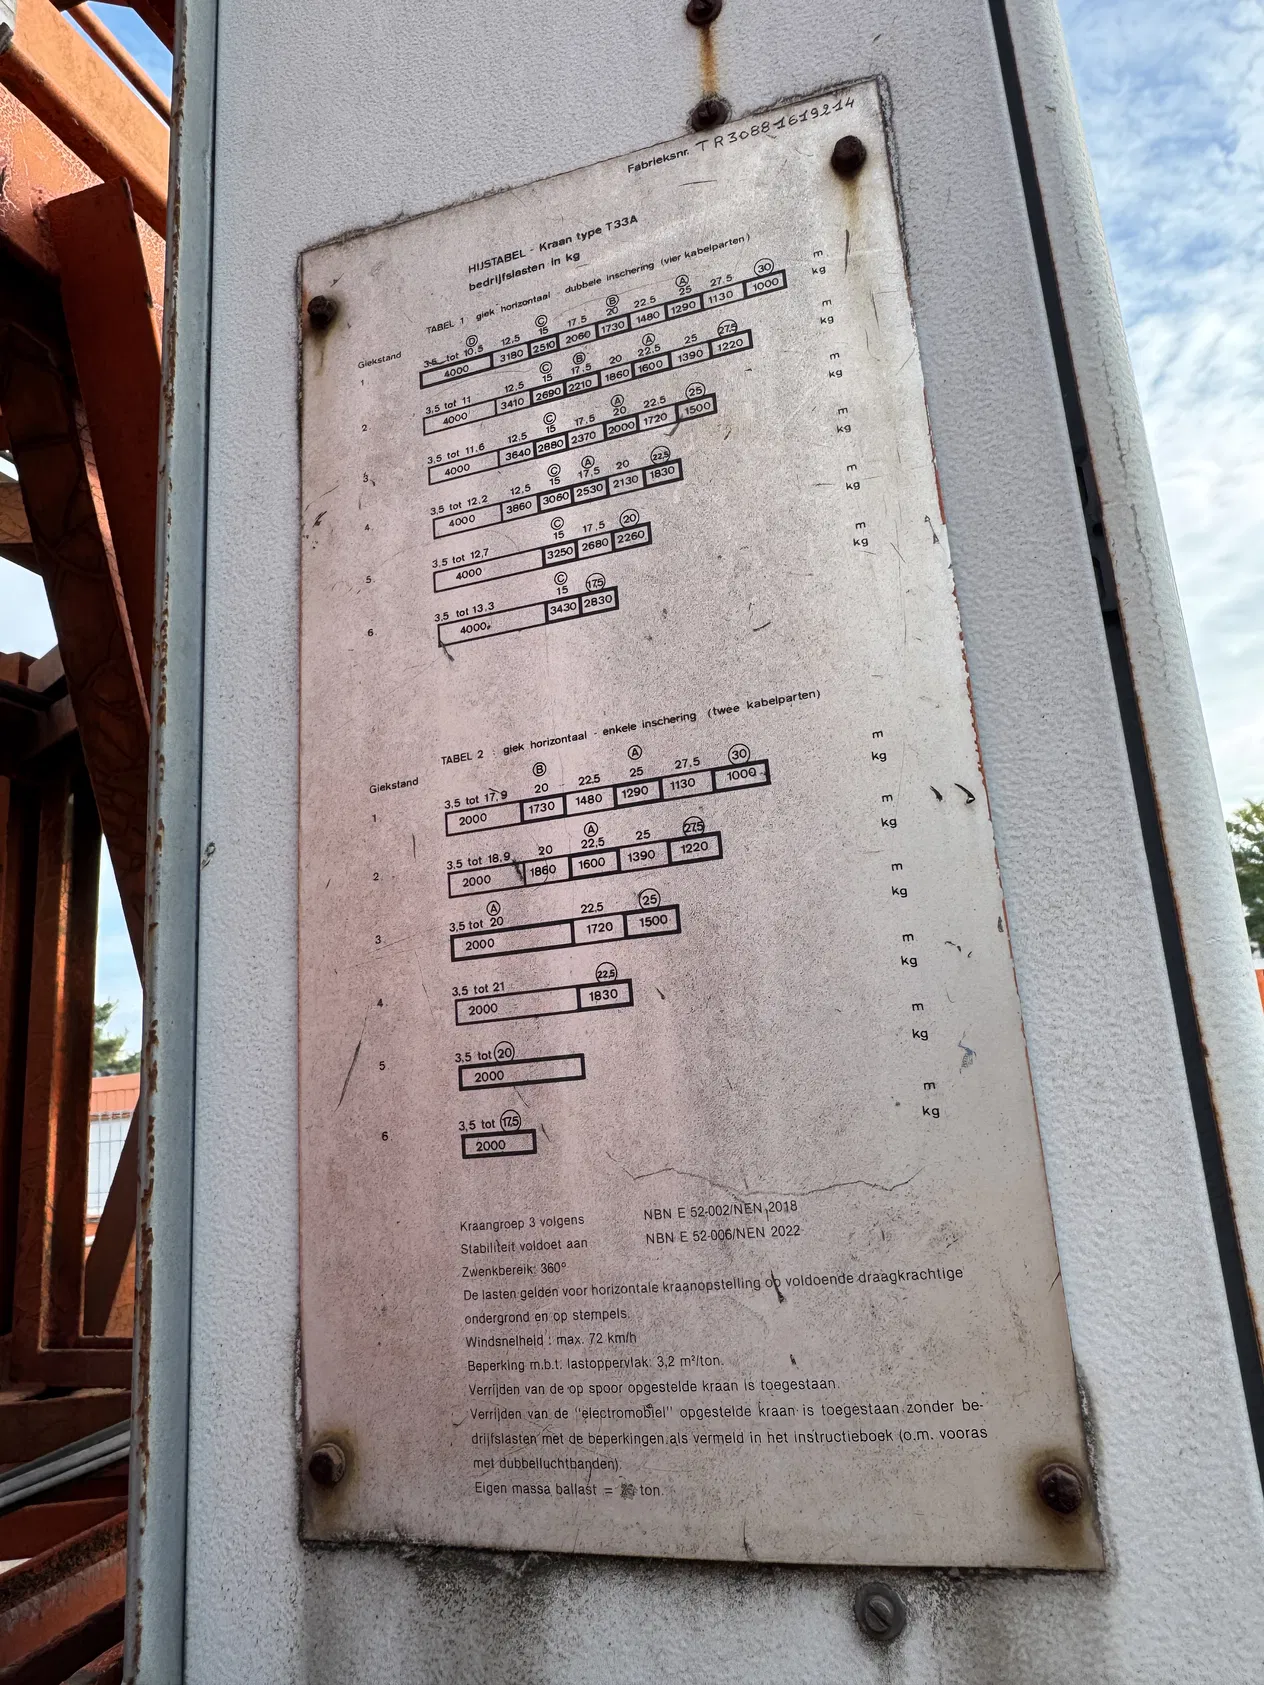 Fabrieksnr. TR3088-1619214
HIJSTABEL - Kraan type T33A
bedrijfslasten in kg
TABEL 1 giek horizontaal - dubbele inschering (vier kabelparten)
Giekstand
D C B A 30 m
3.5 tot 10.5 12.5 15 17.5 20 22.5 25 27.5
1 4000 3180 2510 2060 1730 1480 1290 1130 1000 kg
C B A 27.5 m
3,5 tot 11 12.5 15 17.5 20 22.5 25
2 4000 3410 2690 2210 1860 1600 1390 1220 kg
C A 25 m
3,5 tot 11.6 12.5 15 17.5 20 22.5
3. 4000 3640 2880 2370 2000 1720 1500 kg
C A 22.5 m
3,5 tot 12.2 12.5 15 17.5 20
4. 4000 3860 3060 2530 2130 1830 kg
C 20 m
3.5 tot 12,7 15 17.5
5. 4000 3250 2680 2260 kg
C 17.5 m
3,5 tot 13.3 15
6. 4000 3430 2830 kg
TABEL 2 : giek horizontaal - enkele inschering (twee kabelparten)
Giekstand
B A 30 m
3.5 tot 17,9 20 22.5 25 27.5
1 2000 1730 1480 1290 1130 1000 kg
A 27.5 m
3.5 tot 18.9 20 22,5 25
2. 2000 1860 1600 1390 1220 kg
A 25 m
3,5 tot 20 22.5
3 2000 1720 1500 kg
3,5 tot 21 22,5 m
4 2000 1830 kg
3,5 tot 20 m
5 2000 kg
3,5 tot 17.5 m
6 2000 kg
Kraangroep 3 volgens NBN E 52-002/NEN 2018
Stabiliteit voldoet aan NBN E 52-006/NEN 2022
Zwenkbereik: 360°
De lasten gelden voor horizontale kraanopstelling op voldoende draagkrachtige
ondergrond en op stempels.
Windsnelheid : max. 72 km/h
Beperking m.b.t. lastoppervlak: 3,2 m²/ton.
Verrijden van de op spoor opgestelde kraan is toegestaan.
Verrijden van de "electromobiel" opgestelde kraan is toegestaan zonder be-
drijfslasten met de beperkingen als vermeld in het instructieboek (o.m. vooras
met dubbelluchtbanden).
Eigen massa ballast = ton.